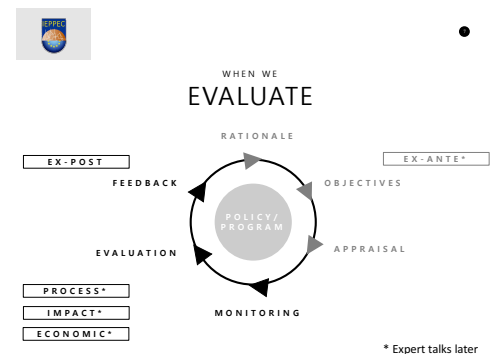 IEPPEC
WHEN WE
EVALUATE
RATIONALE
EX-POST
EX-ANTE*
FEEDBACK
OBJECTIVES
POLICY/
PROGRAM
EVALUATION
APPRAISAL
PROCESS*
IMPACT*
MONITORING
ECONOMIC*
* Expert talks later